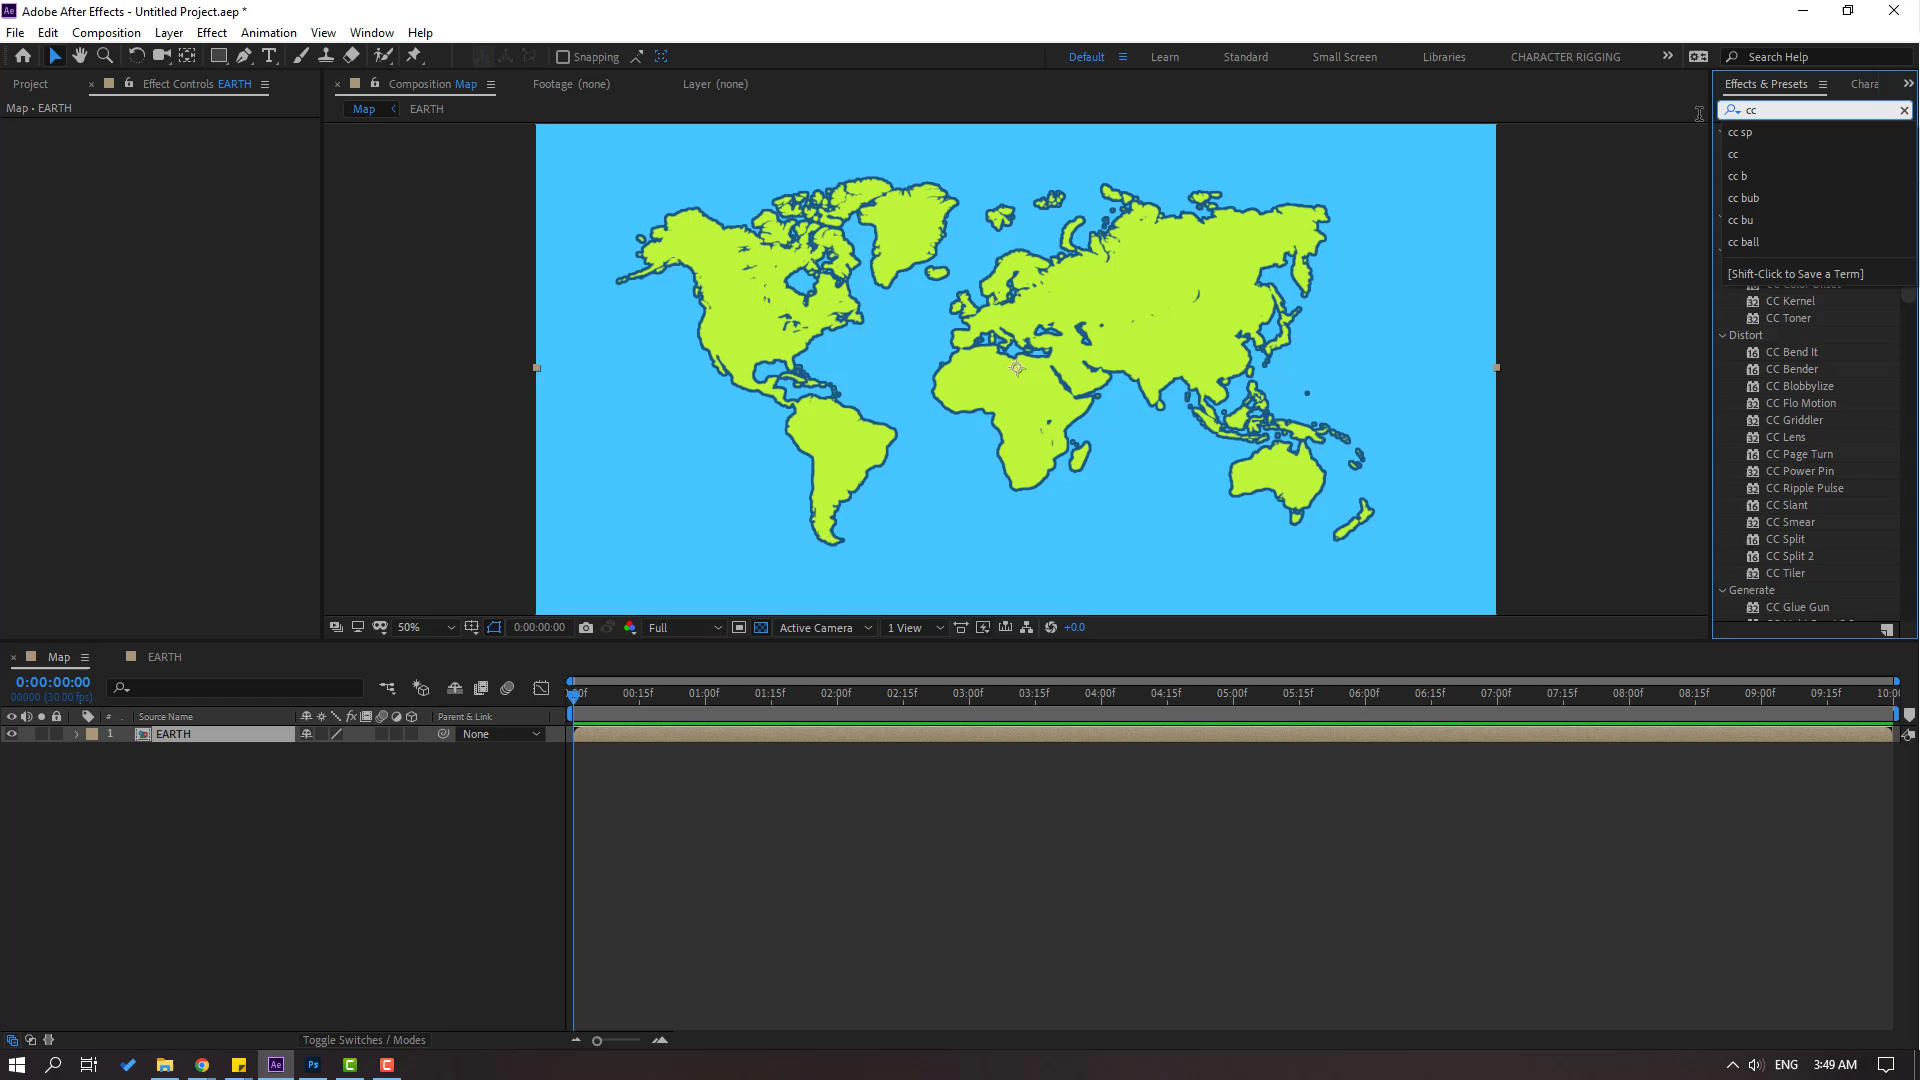 Adobe After Effects - Untitled Project.aep *
File Edit Composition Layer Effect Animation View Window Help
Snapping
Default Learn Standard Small Screen Libraries CHARACTER RIGGING
Search Help
Project
Effect Controls EARTH
Composition Map
Footage (none)
Layer (none)
Effects & Presets
Chara
Map • EARTH
Map EARTH
cc
cc sp
cc
cc b
cc bub
cc bu
cc ball
[Shift-Click to Save a Term]
CC Color Offset
CC Kernel
CC Toner
Distort
CC Bend It
CC Bender
CC Blobbylize
CC Flo Motion
CC Griddler
CC Lens
CC Page Turn
CC Power Pin
CC Ripple Pulse
CC Slant
CC Smear
CC Split
CC Split 2
CC Tiler
Generate
CC Glue Gun
50%
0:00:00:00
Full
Active Camera
1 View
+0.0
Map
EARTH
0:00:00:00
00000 (30.00 fps)
00:15f 01:00f 01:15f 02:00f 02:15f 03:00f 03:15f 04:00f 04:15f 05:00f 05:15f 06:00f 06:15f 07:00f 07:15f 08:00f 08:15f 09:00f 09:15f 10:0
# Source Name fx Parent & Link
1 EARTH None
Toggle Switches / Modes
Ae Ps C C
ENG 3:49 AM